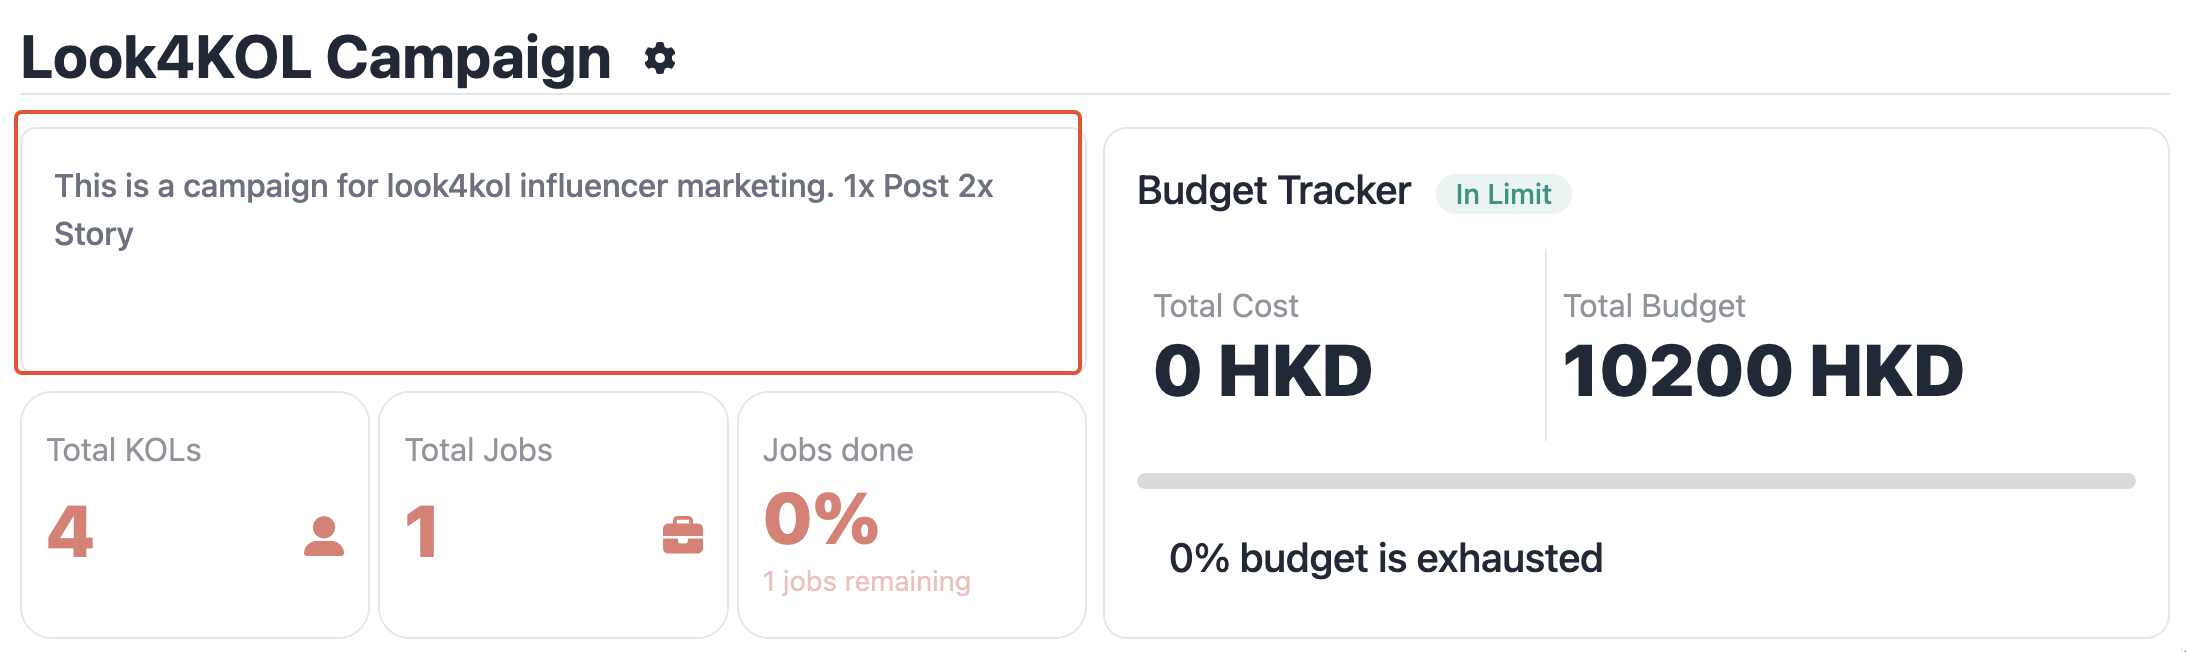 Look4KOL Campaign
This is a campaign for look4kol influencer marketing. 1x Post 2x
Story
Total KOLs
4
Total Jobs
1
Jobs done
0%
1 jobs remaining
Budget Tracker
In Limit
Total Cost
0 HKD
Total Budget
10200 HKD
0% budget is exhausted